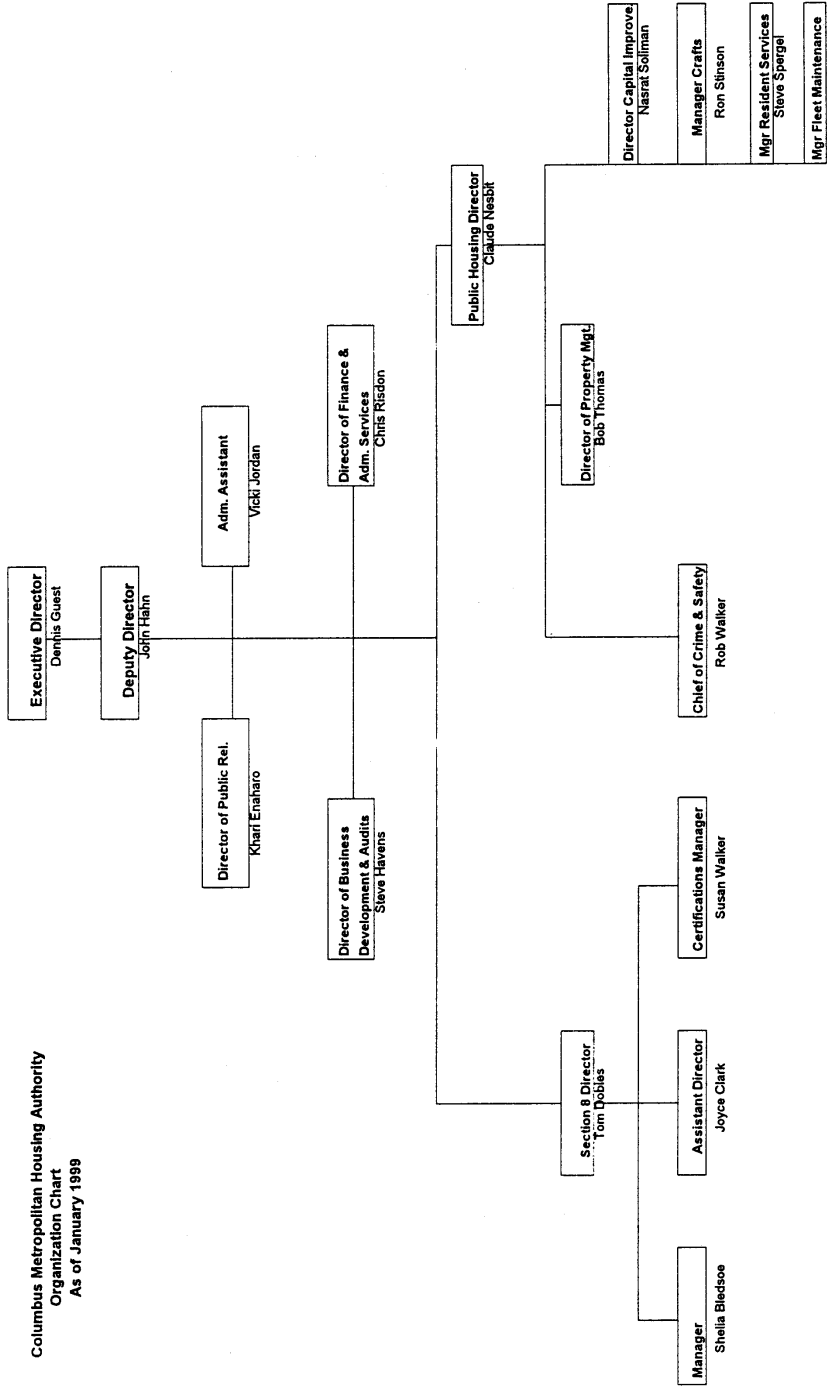 Columbus Metropolitan Housing Authority
Organization Chart
As of January 1999
Executive Director
Dennis Guest
Deputy Director
John Hahn
Director of Public Rel.
Khari Enaharo
Adm. Assistant
Vicki Jordan
Director of Business
Development & Audits
Steve Havens
Director of Finance &
Adm. Services
Chris Risdon
Section 8 Director
Tom Dobies
Public Housing Director
Claude Nesbit
Manager
Shelia Bledsoe
Assistant Director
Joyce Clark
Certifications Manager
Susan Walker
Chief of Crime & Safety
Rob Walker
Director of Property Mgt.
Bob Thomas
Director Capital Improve.
Nasrat Soliman
Manager Crafts
Ron Stinson
Mgr Resident Services
Steve Spergel
Mgr Fleet Maintenance